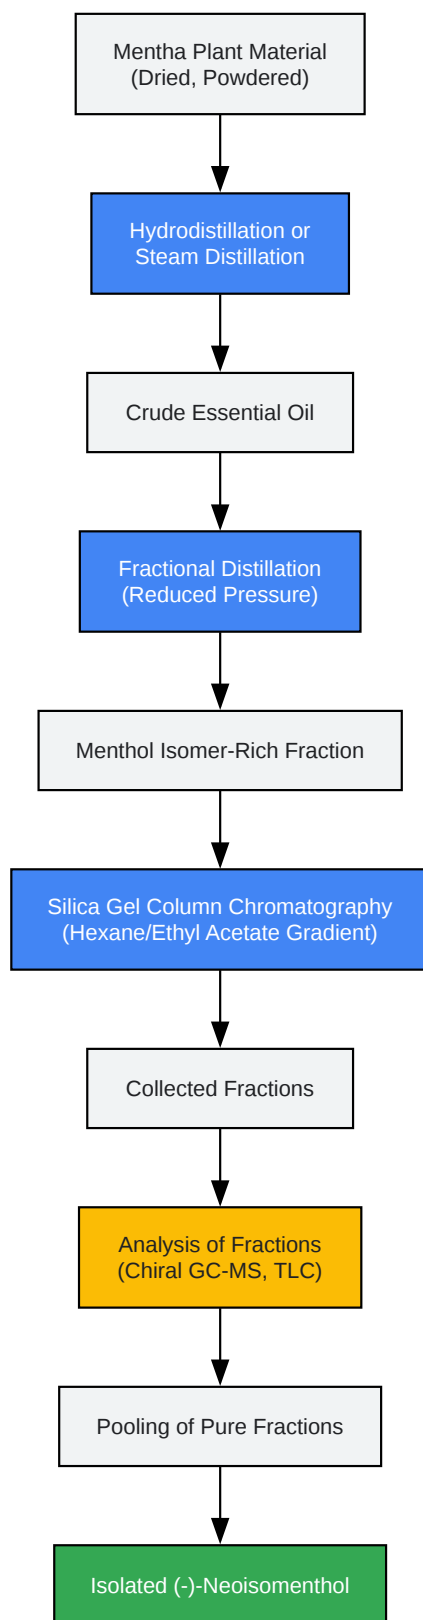 Mentha Plant Material
(Dried, Powdered)
Hydrodistillation or
Steam Distillation
Crude Essential Oil
Fractional Distillation
(Reduced Pressure)
Menthol Isomer-Rich Fraction
Silica Gel Column Chromatography
(Hexane/Ethyl Acetate Gradient)
Collected Fractions
Analysis of Fractions
(Chiral GC-MS, TLC)
Pooling of Pure Fractions
Isolated (-)-Neoisomenthol